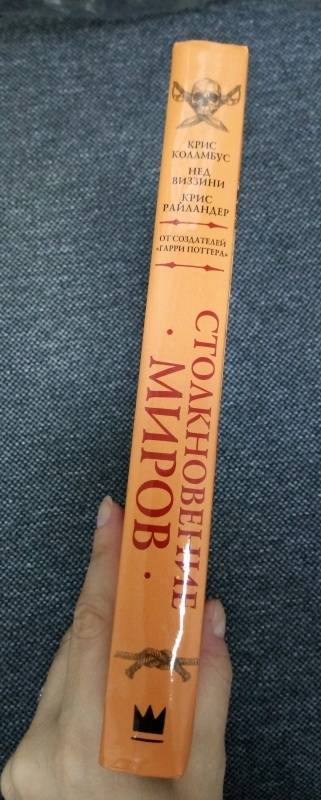 КРИС
КОЛАМБУС
НЕД
ВИЗЗИНИ
КРИС
РАЙЛАНДЕР
ОТ СОЗДАТЕЛЕЙ
«ГАРРИ ПОТТЕРА»
СТОЛКНОВЕНИЕ
· МИРОВ ·